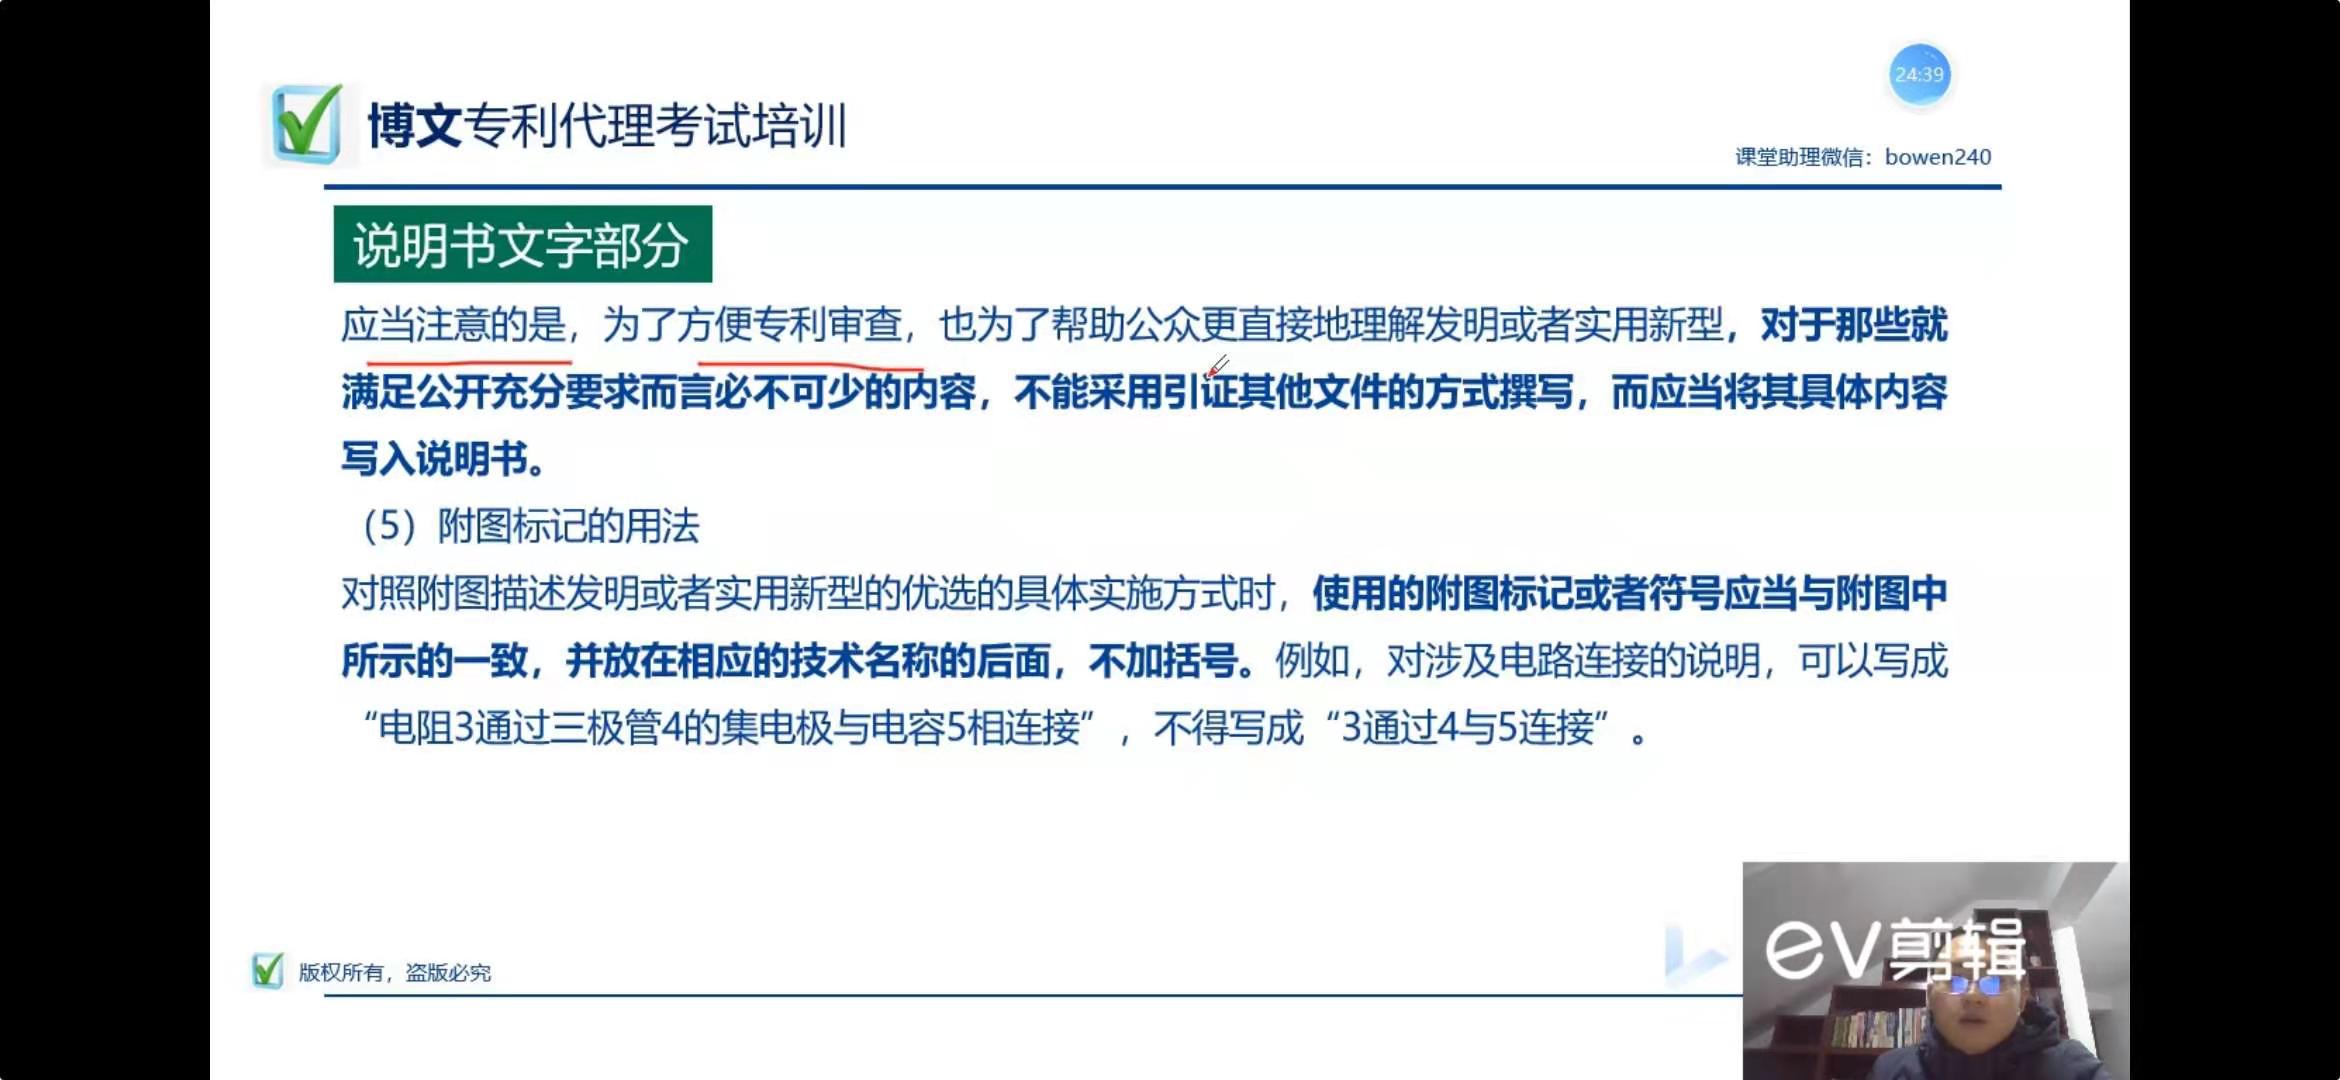 24:39
博文专利代理考试培训
课堂助理微信：bowen240
说明书文字部分
应当注意的是，为了方便专利审查，也为了帮助公众更直接地理解发明或者实用新型，对于那些就
满足公开充分要求而言必不可少的内容，不能采用引证其他文件的方式撰写，而应当将其具体内容
写入说明书。
（5）附图标记的用法
对照附图描述发明或者实用新型的优选的具体实施方式时，使用的附图标记或者符号应当与附图中
所示的一致，并放在相应的技术名称的后面，不加括号。例如，对涉及电路连接的说明，可以写成
“电阻3通过三极管4的集电极与电容5相连接”，不得写成“3通过4与5连接”。
版权所有，盗版必究
eV剪辑